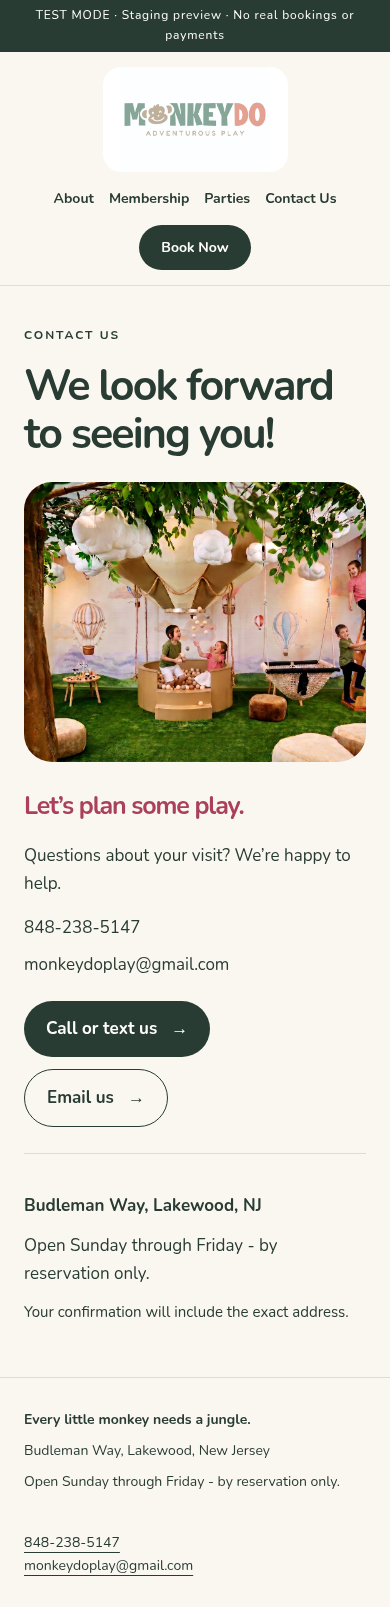 TEST MODE · Staging preview · No real bookings or
payments
MONKEYDO
ADVENTUROUS PLAY
About Membership Parties Contact Us
Book Now
CONTACT US
We look forward
to seeing you!
Let’s plan some play.
Questions about your visit? We’re happy to
help.
848-238-5147
monkeydoplay@gmail.com
Call or text us →
Email us →
Budleman Way, Lakewood, NJ
Open Sunday through Friday - by
reservation only.
Your confirmation will include the exact address.
Every little monkey needs a jungle.
Budleman Way, Lakewood, New Jersey
Open Sunday through Friday - by reservation only.
848-238-5147
monkeydoplay@gmail.com